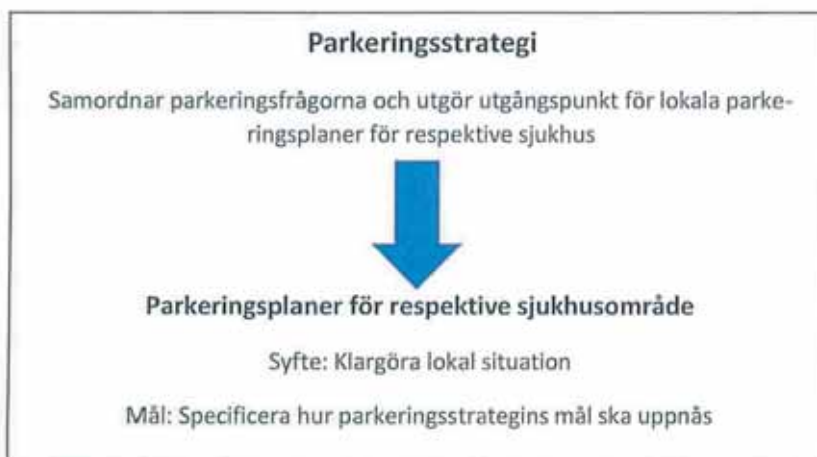 Parkeringsstrategi
Samordnar parkeringsfrågorna och utgör utgångspunkt för lokala parke-
ringsplaner för respektive sjukhus
Parkeringsplaner för respektive sjukhusområde
Syfte: Klargöra lokal situation
Mål: Specificera hur parkeringsstrategins mål ska uppnås